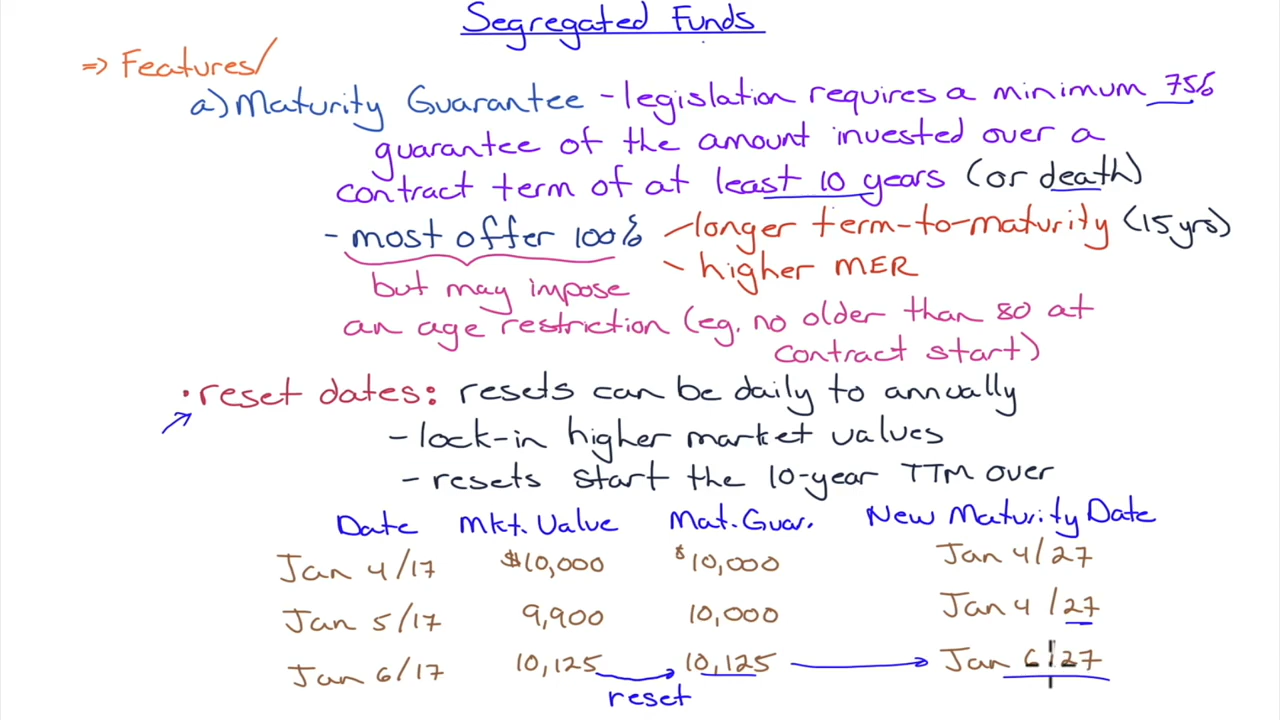 Segregated Funds
⇒ Features/
a) Maturity Guarantee - legislation requires a minimum 75%
guarantee of the amount invested over a
contract term of at least 10 years (or death)
- most offer 100% - longer term-to-maturity (15yrs)
- higher MER
but may impose
an age restriction (eg. no older than 80 at
contract start)
• reset dates: resets can be daily to annually
- lock-in higher market values
- resets start the 10-year TTM over
Date Mkt. Value Mat. Guar. New Maturity Date
Jan 4/17 $10,000 $10,000 Jan 4/27
Jan 5/17 9,900 10,000 Jan 4/27
Jan 6/17 10,125 10,125 Jan 6/27
reset